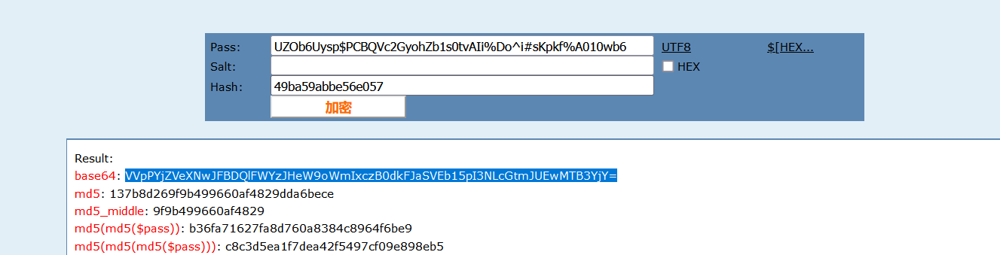 Pass: UZOb6Uysp$PCBQVc2GyohZb1s0tvAIi%Do^i#sKpkf%A010wb6 UTF8 $[HEX...
Salt: HEX
Hash: 49ba59abbe56e057
加密
Result:
base64: VVpPYjZVeXNwJFBDQlFWYzJHeW9oWmIxczB0dkFJaSVEb15pI3NLcGtmJUEwMTB3YjY=
md5: 137b8d269f9b499660af4829dda6bece
md5_middle: 9f9b499660af4829
md5(md5($pass)): b36fa71627fa8d760a8384c8964f6be9
md5(md5(md5($pass))): c8c3d5ea1f7dea42f5497cf09e898eb5